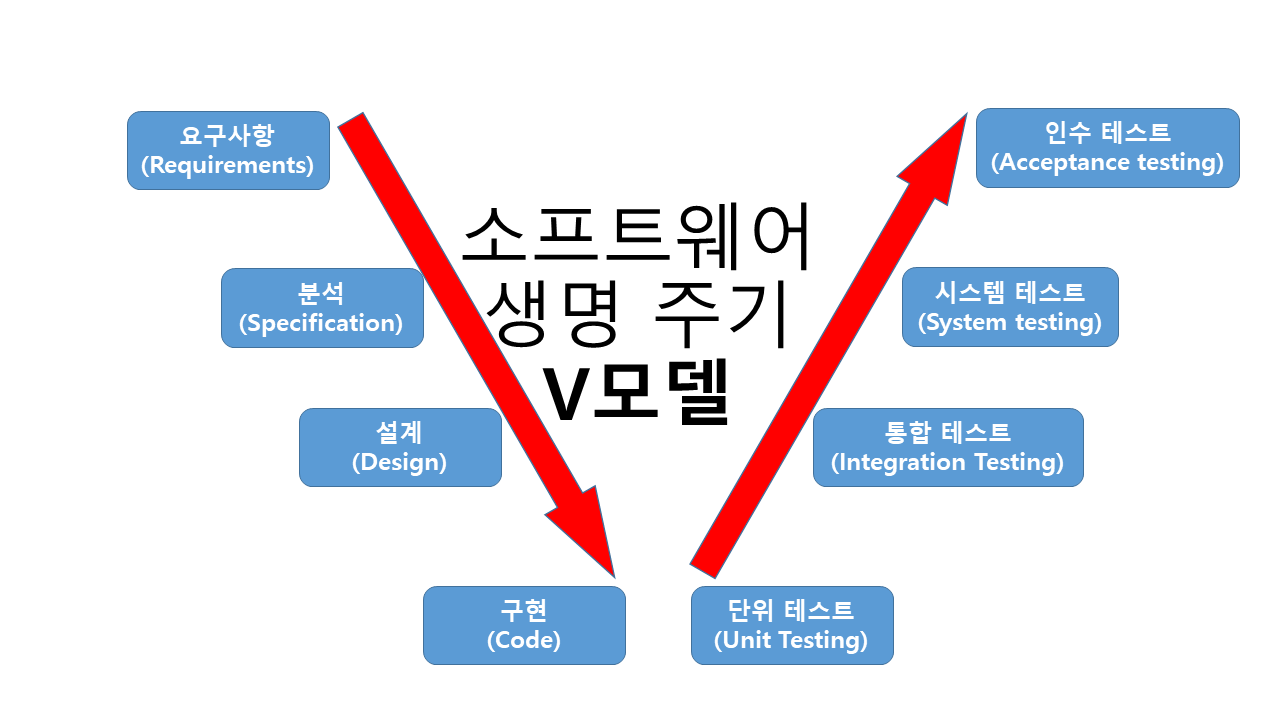 요구사항
(Requirements)
분석
(Specification)
설계
(Design)
구현
(Code)
소프트웨어
생명 주기
V모델
인수 테스트
(Acceptance testing)
시스템 테스트
(System testing)
통합 테스트
(Integration Testing)
단위 테스트
(Unit Testing)